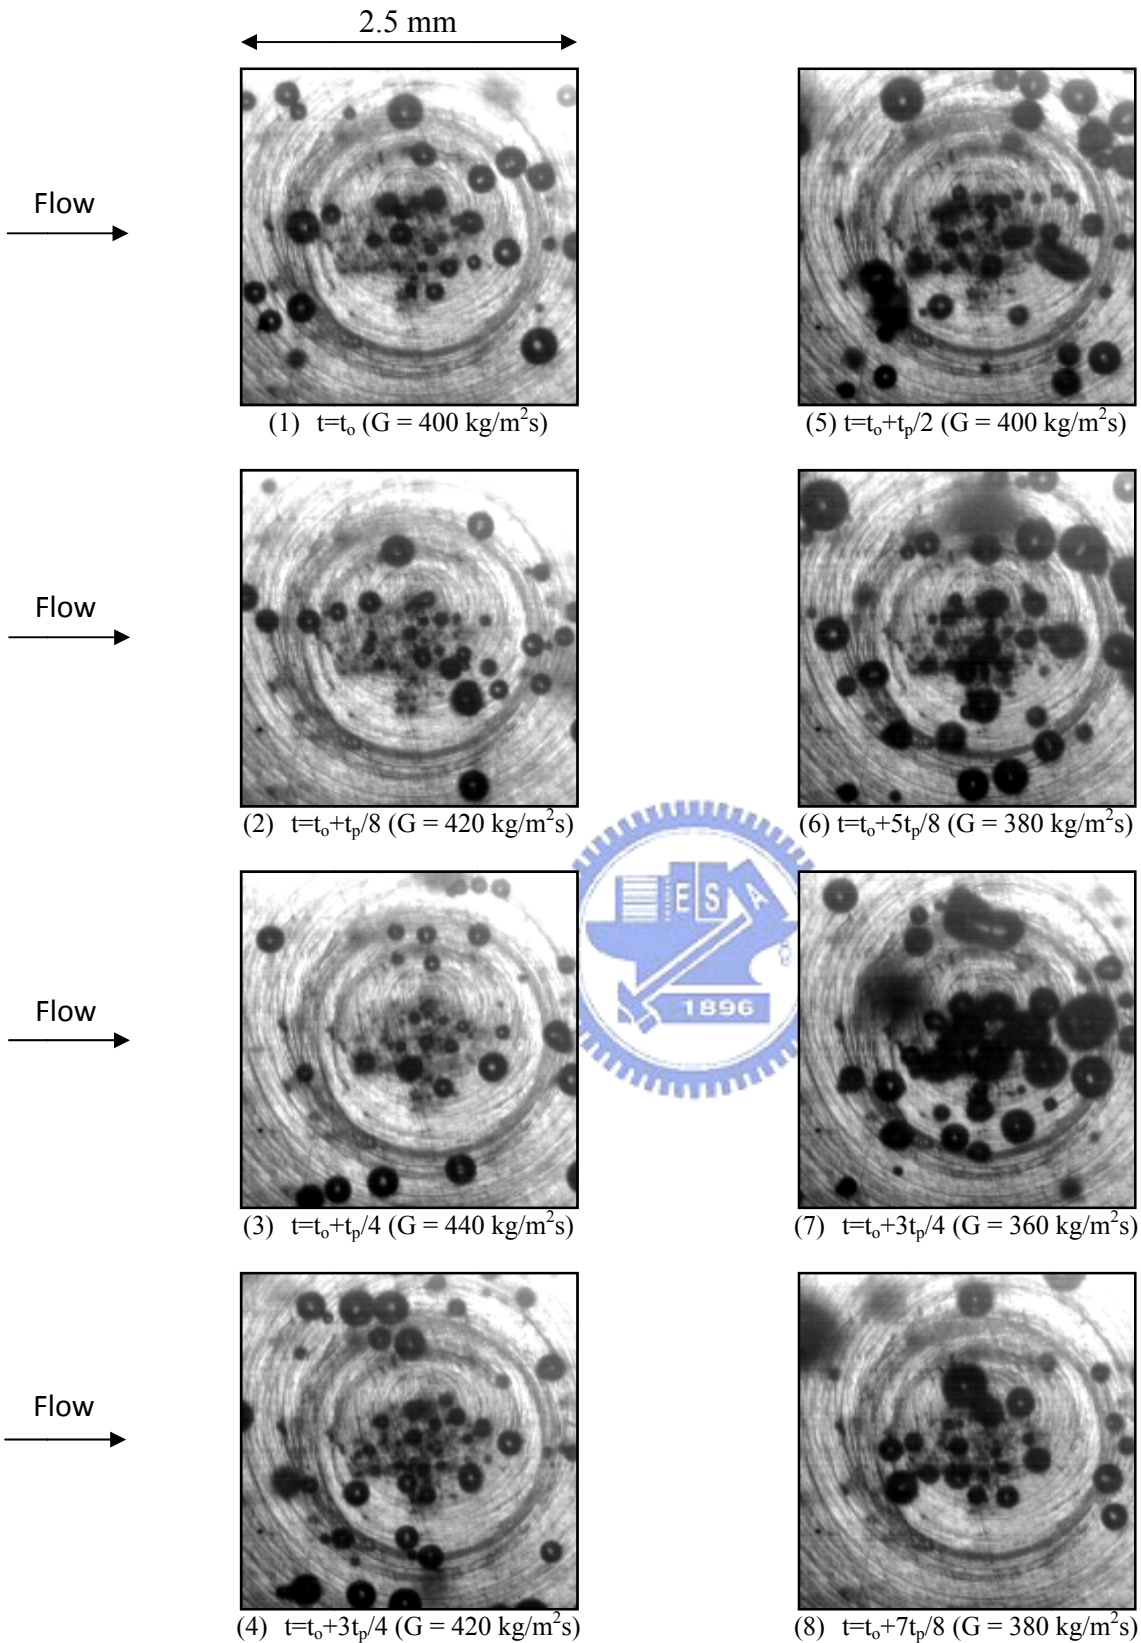 2.5 mm
Flow
(1) t=tₒ (G = 400 kg/m²s)
(5) t=tₒ+tₚ/2 (G = 400 kg/m²s)
Flow
(2) t=tₒ+tₚ/8 (G = 420 kg/m²s)
(6) t=tₒ+5tₚ/8 (G = 380 kg/m²s)
E S A
1896
Flow
(3) t=tₒ+tₚ/4 (G = 440 kg/m²s)
(7) t=tₒ+3tₚ/4 (G = 360 kg/m²s)
Flow
(4) t=tₒ+3tₚ/4 (G = 420 kg/m²s)
(8) t=tₒ+7tₚ/8 (G = 380 kg/m²s)